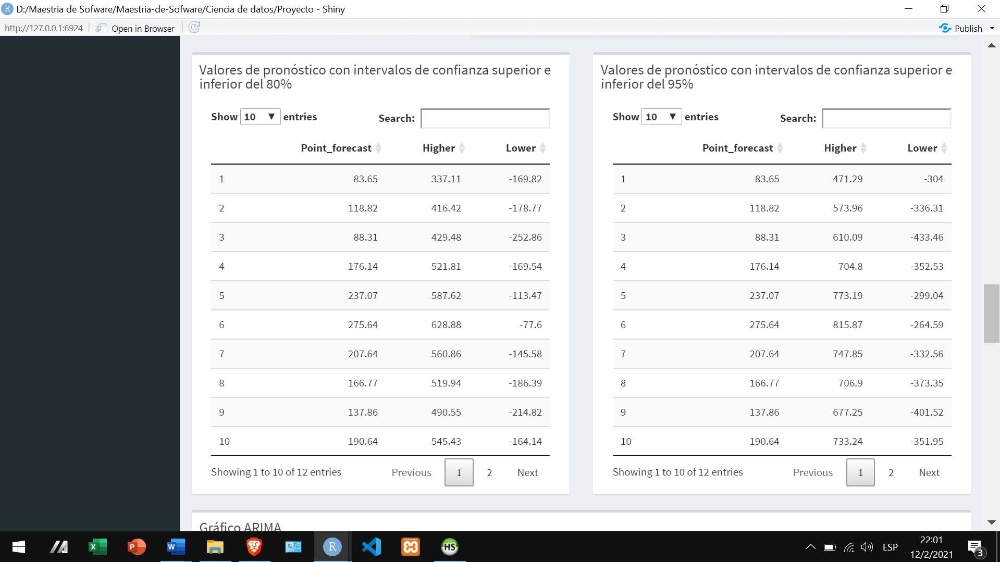 D:/Maestria de Sofware/Maestria-de-Sofware/Ciencia de datos/Proyecto - Shiny
http://127.0.0.1:6924 Open in Browser Publish
Valores de pronóstico con intervalos de confianza superior e
inferior del 80%
Show 10 entries Search:
Point_forecast Higher Lower
1 83.65 337.11 -169.82
2 118.82 416.42 -178.77
3 88.31 429.48 -252.86
4 176.14 521.81 -169.54
5 237.07 587.62 -113.47
6 275.64 628.88 -77.6
7 207.64 560.86 -145.58
8 166.77 519.94 -186.39
9 137.86 490.55 -214.82
10 190.64 545.43 -164.14
Showing 1 to 10 of 12 entries Previous 1 2 Next
Valores de pronóstico con intervalos de confianza superior e
inferior del 95%
Show 10 entries Search:
Point_forecast Higher Lower
1 83.65 471.29 -304
2 118.82 573.96 -336.31
3 88.31 610.09 -433.46
4 176.14 704.8 -352.53
5 237.07 773.19 -299.04
6 275.64 815.87 -264.59
7 207.64 747.85 -332.56
8 166.77 706.9 -373.35
9 137.86 677.25 -401.52
10 190.64 733.24 -351.95
Showing 1 to 10 of 12 entries Previous 1 2 Next
Gráfico ARIMA
ESP
22:01
12/2/2021
3